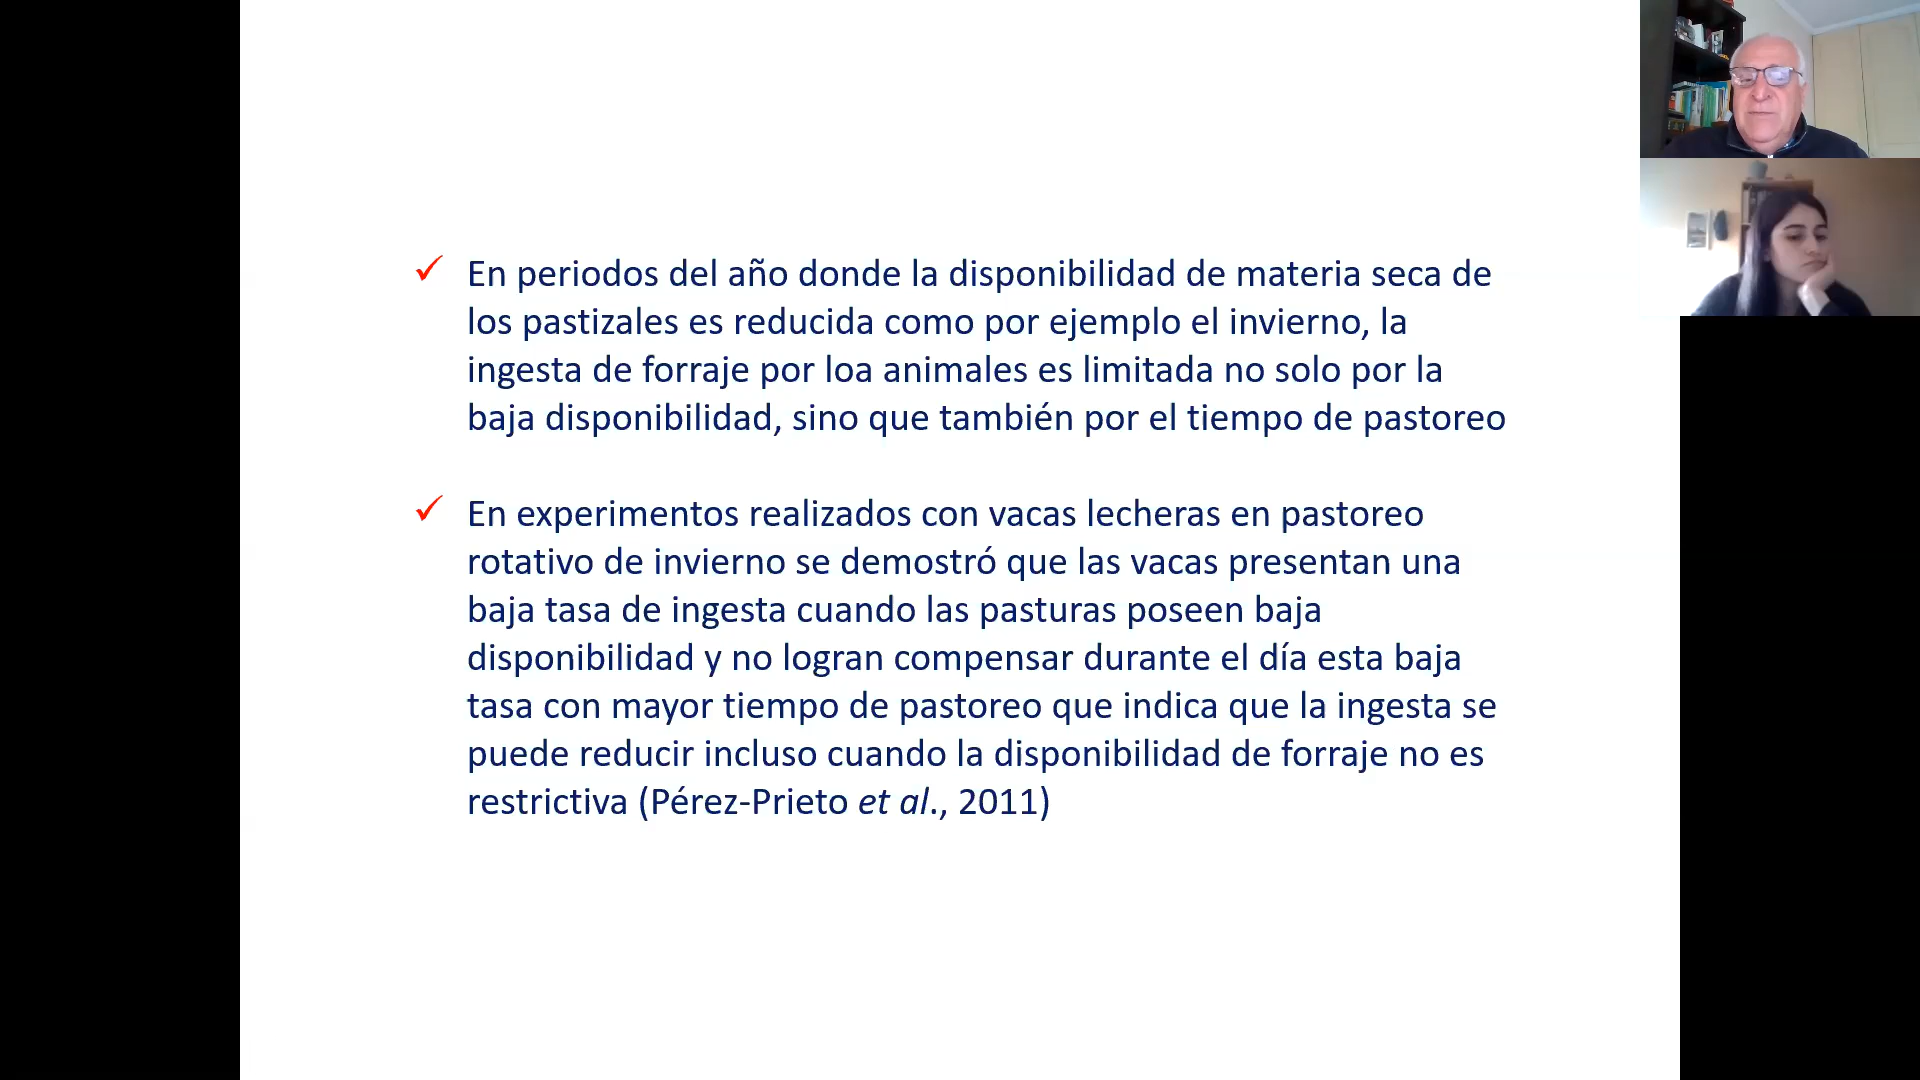 En periodos del año donde la disponibilidad de materia seca de
los pastizales es reducida como por ejemplo el invierno, la
ingesta de forraje por loa animales es limitada no solo por la
baja disponibilidad, sino que también por el tiempo de pastoreo
En experimentos realizados con vacas lecheras en pastoreo
rotativo de invierno se demostró que las vacas presentan una
baja tasa de ingesta cuando las pasturas poseen baja
disponibilidad y no logran compensar durante el día esta baja
tasa con mayor tiempo de pastoreo que indica que la ingesta se
puede reducir incluso cuando la disponibilidad de forraje no es
restrictiva (Pérez-Prieto et al., 2011)